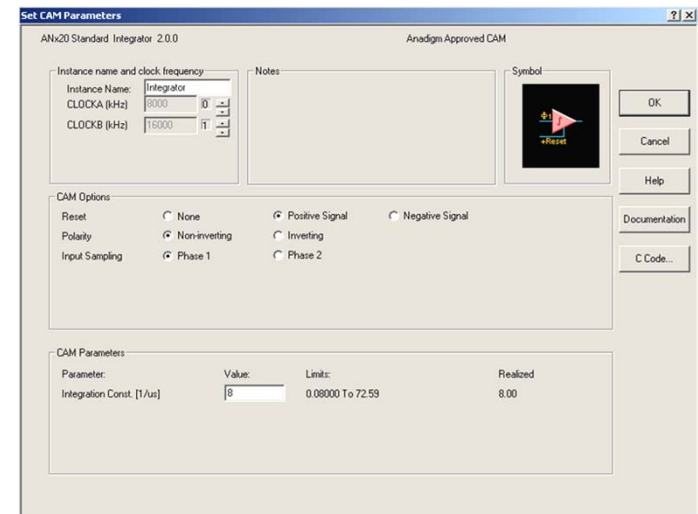 Set CAM Parameters
ANx20 Standard Integrator 2.0.0 Anadigm Approved CAM
Instance name and clock frequency
Instance Name: Integrator
CLOCKA (kHz) 8000 0
CLOCKB (kHz) 16000 1
Notes
Symbol
Φ1 ∫
+Reset
OK
Cancel
Help
Documentation
C Code...
CAM Options
Reset None Positive Signal Negative Signal
Polarity Non-inverting Inverting
Input Sampling Phase 1 Phase 2
CAM Parameters
Parameter: Value: Limits: Realized
Integration Const. [1/us] 8 0.08000 To 72.59 8.00